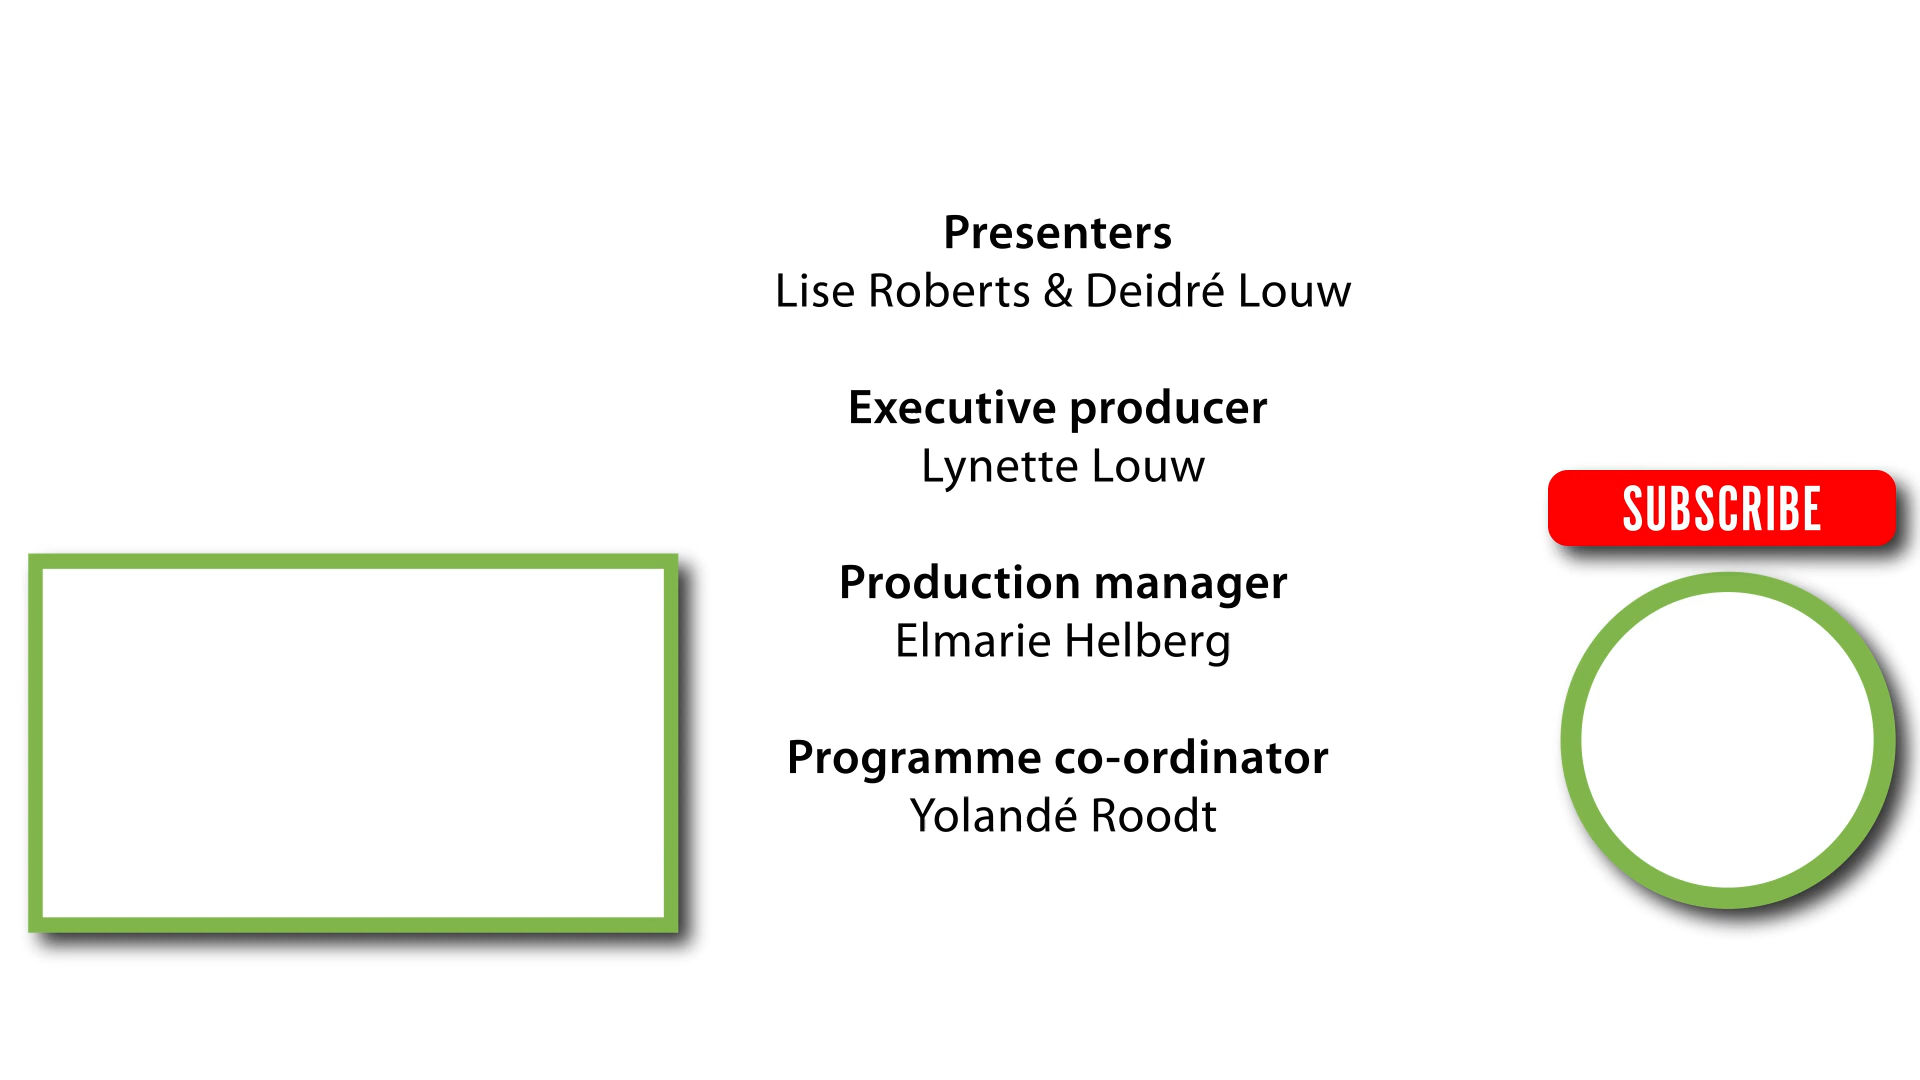 Presenters
Lise Roberts & Deidré Louw
Executive producer
Lynette Louw
Production manager
Elmarie Helberg
Programme co-ordinator
Yolandé Roodt
SUBSCRIBE